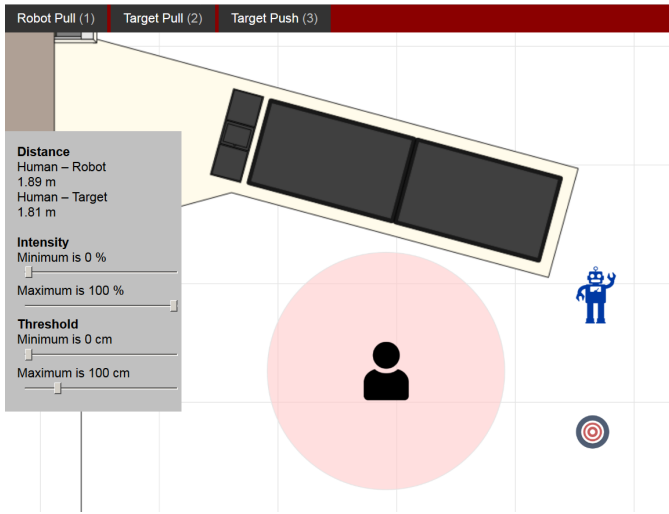 Robot Pull (1) Target Pull (2) Target Push (3)
Distance
Human – Robot
1.89 m
Human – Target
1.81 m
Intensity
Minimum is 0 %
Maximum is 100 %
Threshold
Minimum is 0 cm
Maximum is 100 cm